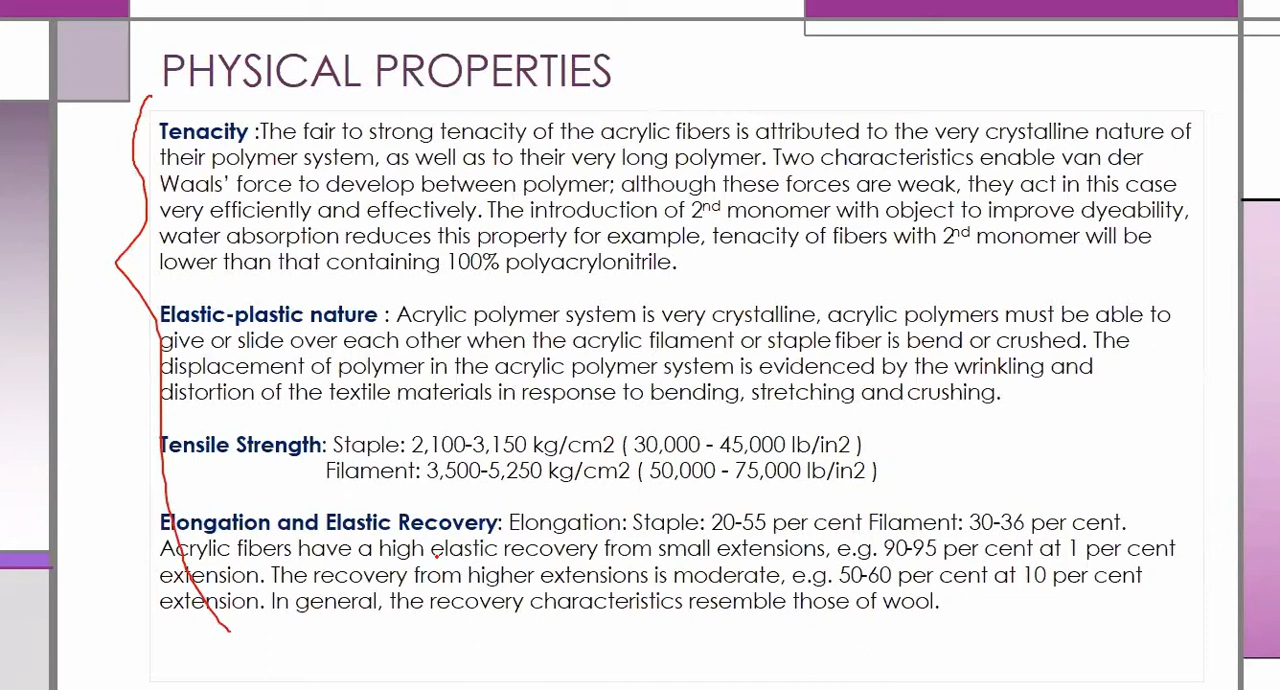 PHYSICAL PROPERTIES
Tenacity :The fair to strong tenacity of the acrylic fibers is attributed to the very crystalline nature of
their polymer system, as well as to their very long polymer. Two characteristics enable van der
Waals’ force to develop between polymer; although these forces are weak, they act in this case
very efficiently and effectively. The introduction of 2nd monomer with object to improve dyeability,
water absorption reduces this property for example, tenacity of fibers with 2nd monomer will be
lower than that containing 100% polyacrylonitrile.
Elastic-plastic nature : Acrylic polymer system is very crystalline, acrylic polymers must be able to
give or slide over each other when the acrylic filament or staple fiber is bend or crushed. The
displacement of polymer in the acrylic polymer system is evidenced by the wrinkling and
distortion of the textile materials in response to bending, stretching and crushing.
Tensile Strength: Staple: 2,100-3,150 kg/cm2 ( 30,000 - 45,000 lb/in2 )
Filament: 3,500-5,250 kg/cm2 ( 50,000 - 75,000 lb/in2 )
Elongation and Elastic Recovery: Elongation: Staple: 20-55 per cent Filament: 30-36 per cent.
Acrylic fibers have a high elastic recovery from small extensions, e.g. 90-95 per cent at 1 per cent
extension. The recovery from higher extensions is moderate, e.g. 50-60 per cent at 10 per cent
extension. In general, the recovery characteristics resemble those of wool.